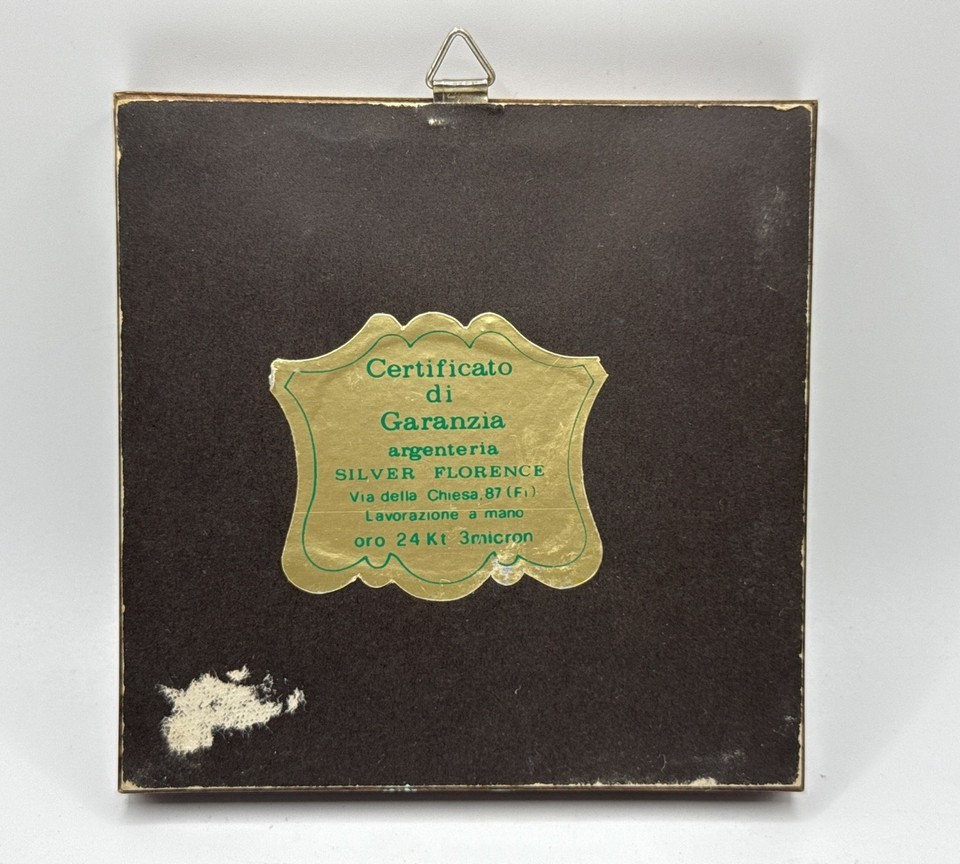 Certificato
di
Garanzia
argenteria
SILVER FLORENCE
Via della Chiesa, 87 (Fi)
Lavorazione a mano
oro 24 Kt 3micron